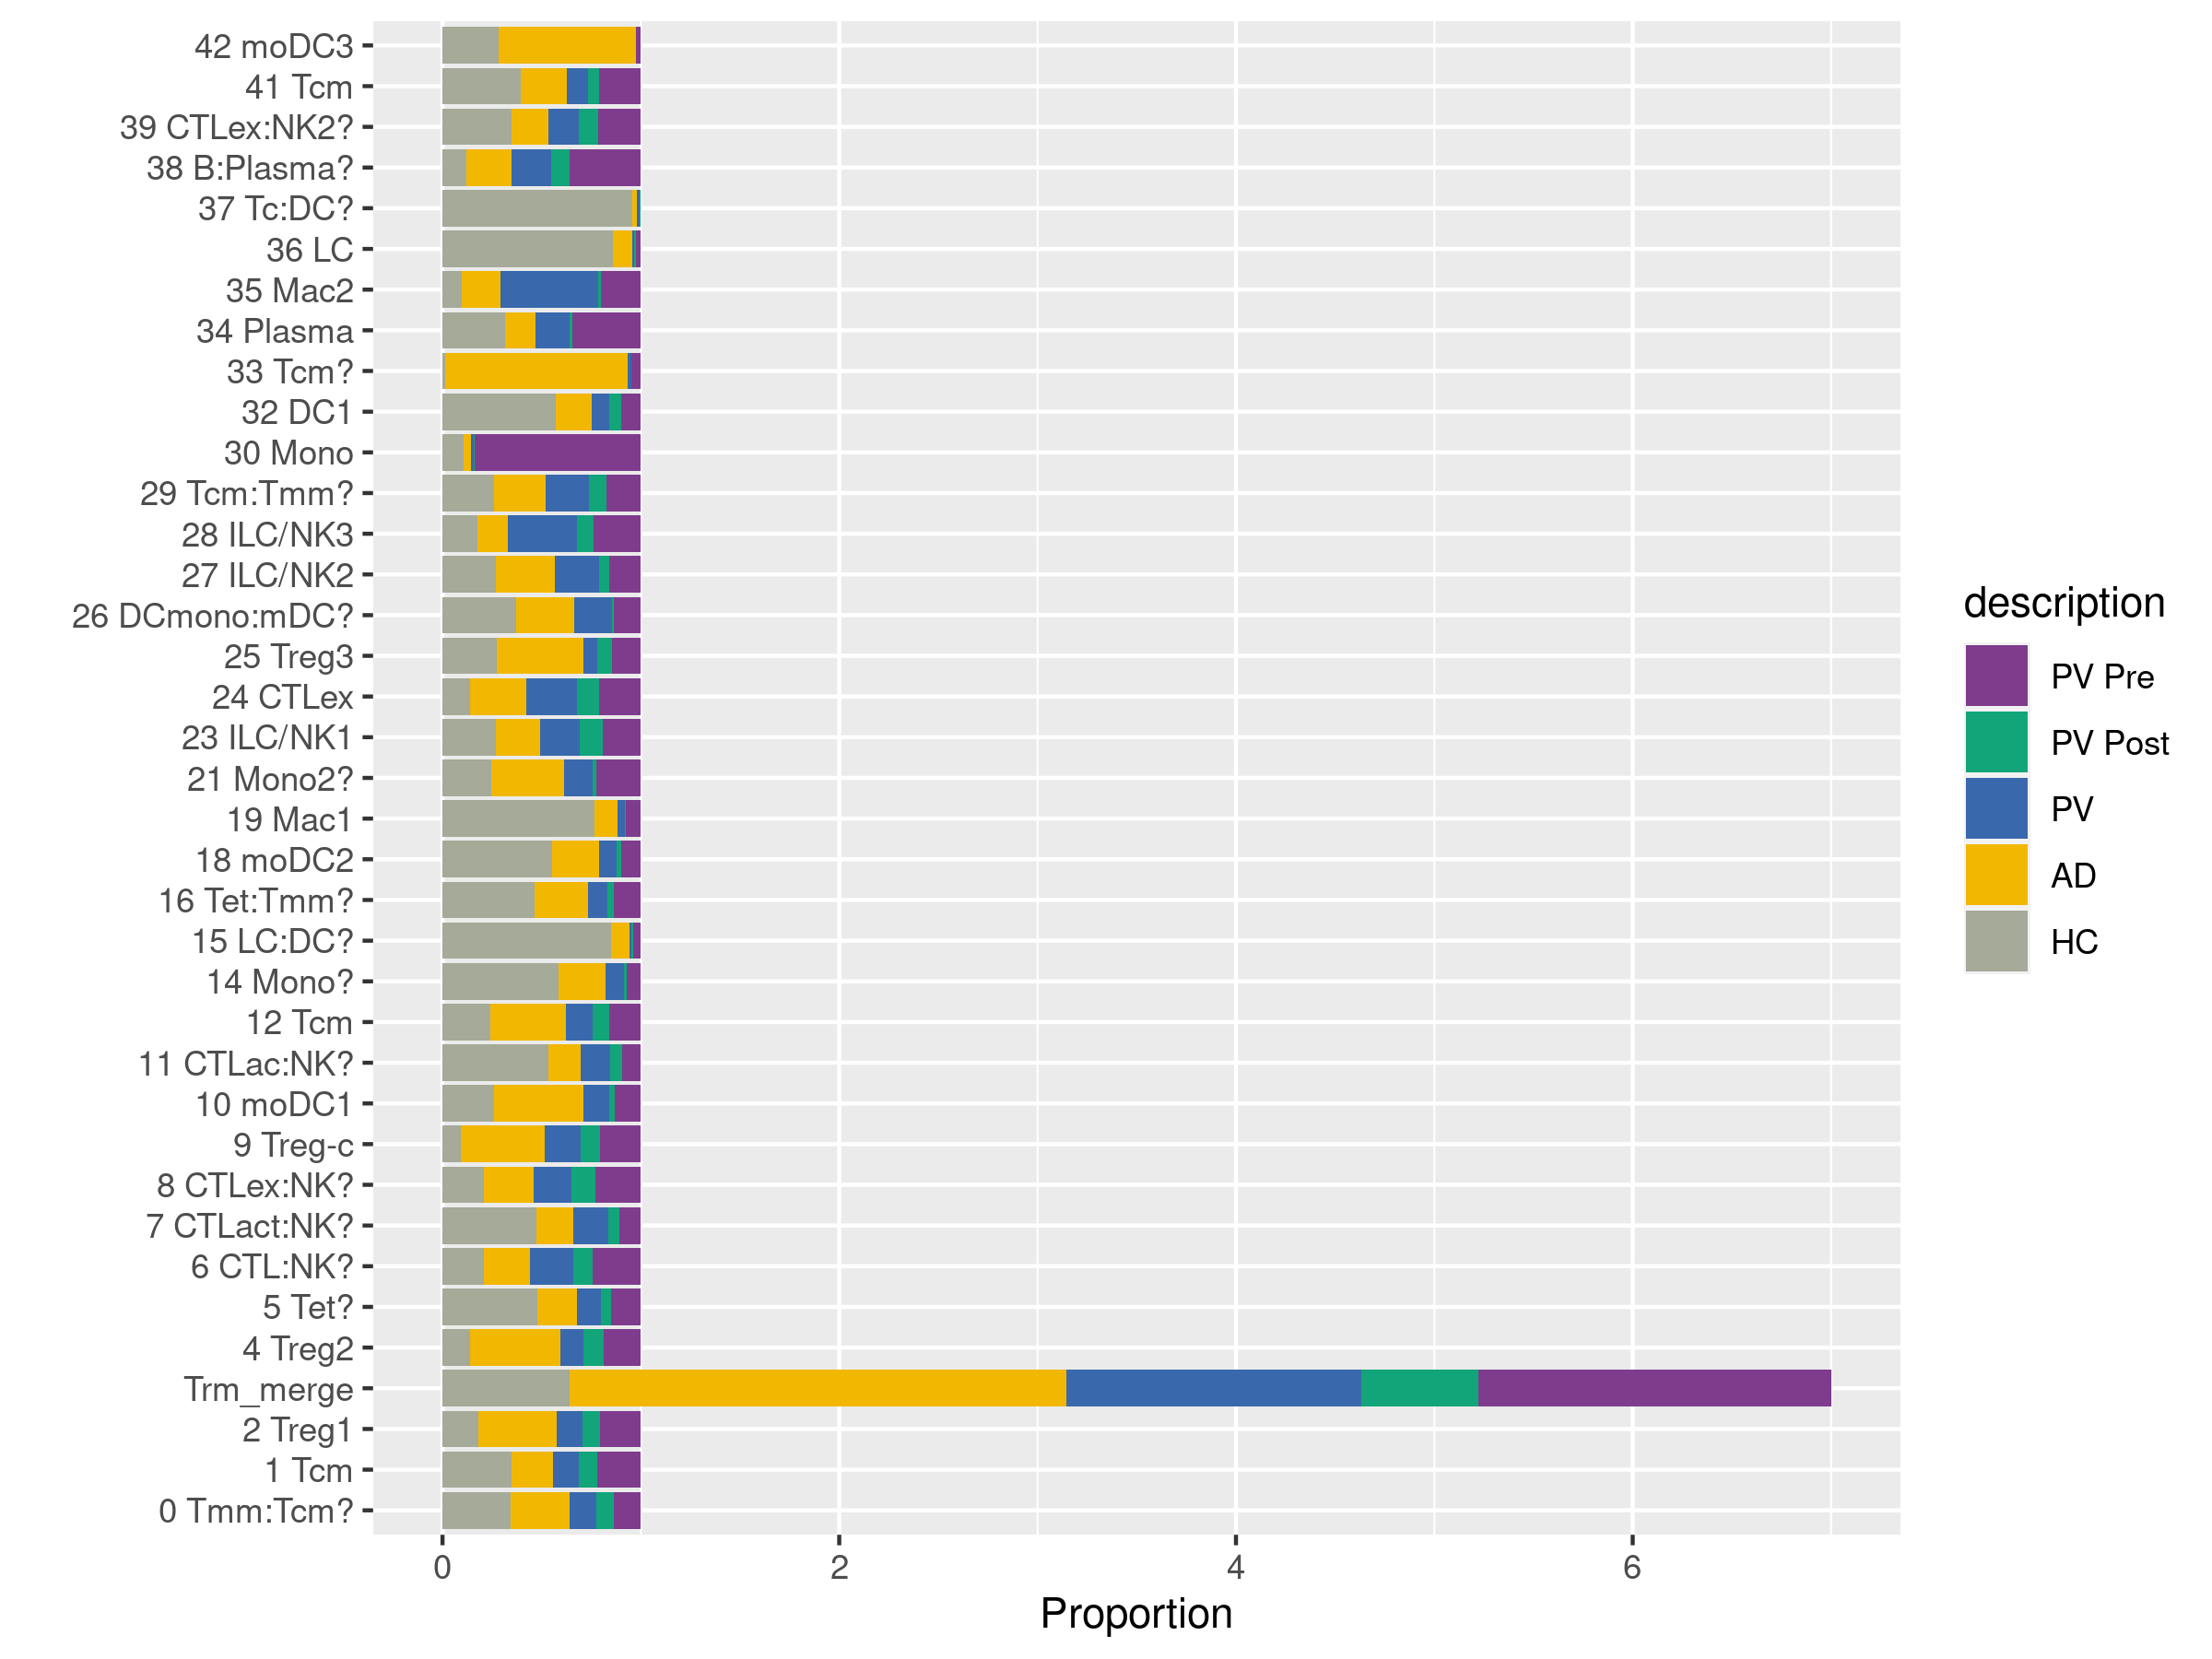 42 moDC3
41 Tcm
39 CTLex:NK2?
38 B:Plasma?
37 Tc:DC?
36 LC
35 Mac2
34 Plasma
33 Tcm?
32 DC1
30 Mono
29 Tcm:Tmm?
28 ILC/NK3
27 ILC/NK2
26 DCmono:mDC?
25 Treg3
24 CTLex
23 ILC/NK1
21 Mono2?
19 Mac1
18 moDC2
16 Tet:Tmm?
15 LC:DC?
14 Mono?
12 Tcm
11 CTLac:NK?
10 moDC1
9 Treg-c
8 CTLex:NK?
7 CTLact:NK?
6 CTL:NK?
5 Tet?
4 Treg2
Trm_merge
2 Treg1
1 Tcm
0 Tmm:Tcm?
0 2 4 6
Proportion
description
PV Pre
PV Post
PV
AD
HC